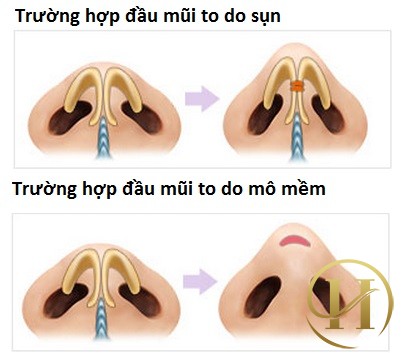 Trường hợp đầu mũi to do sụn
Trường hợp đầu mũi to do mô mềm
H